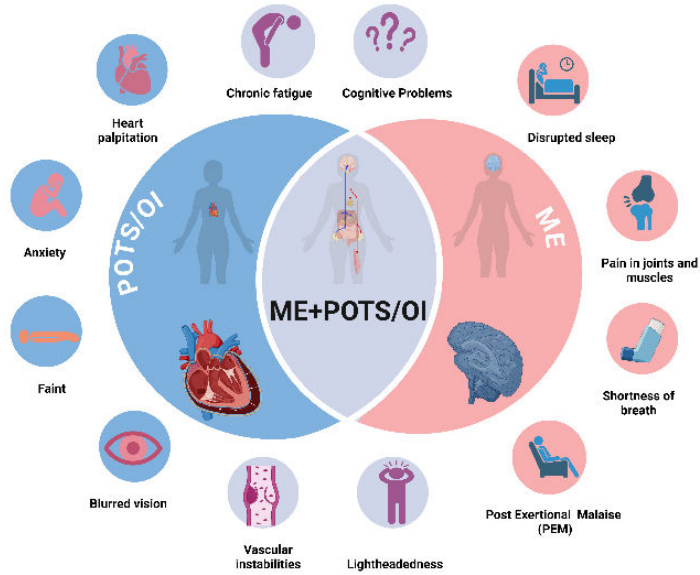 Chronic fatigue
Cognitive Problems
Heart
palpitation
Disrupted sleep
Anxiety
POTS/OI
ME
Pain in joints and
muscles
ME+POTS/OI
Faint
Shortness of
breath
Blurred vision
Post Exertional Malaise
(PEM)
Vascular
instabilities
Lightheadedness